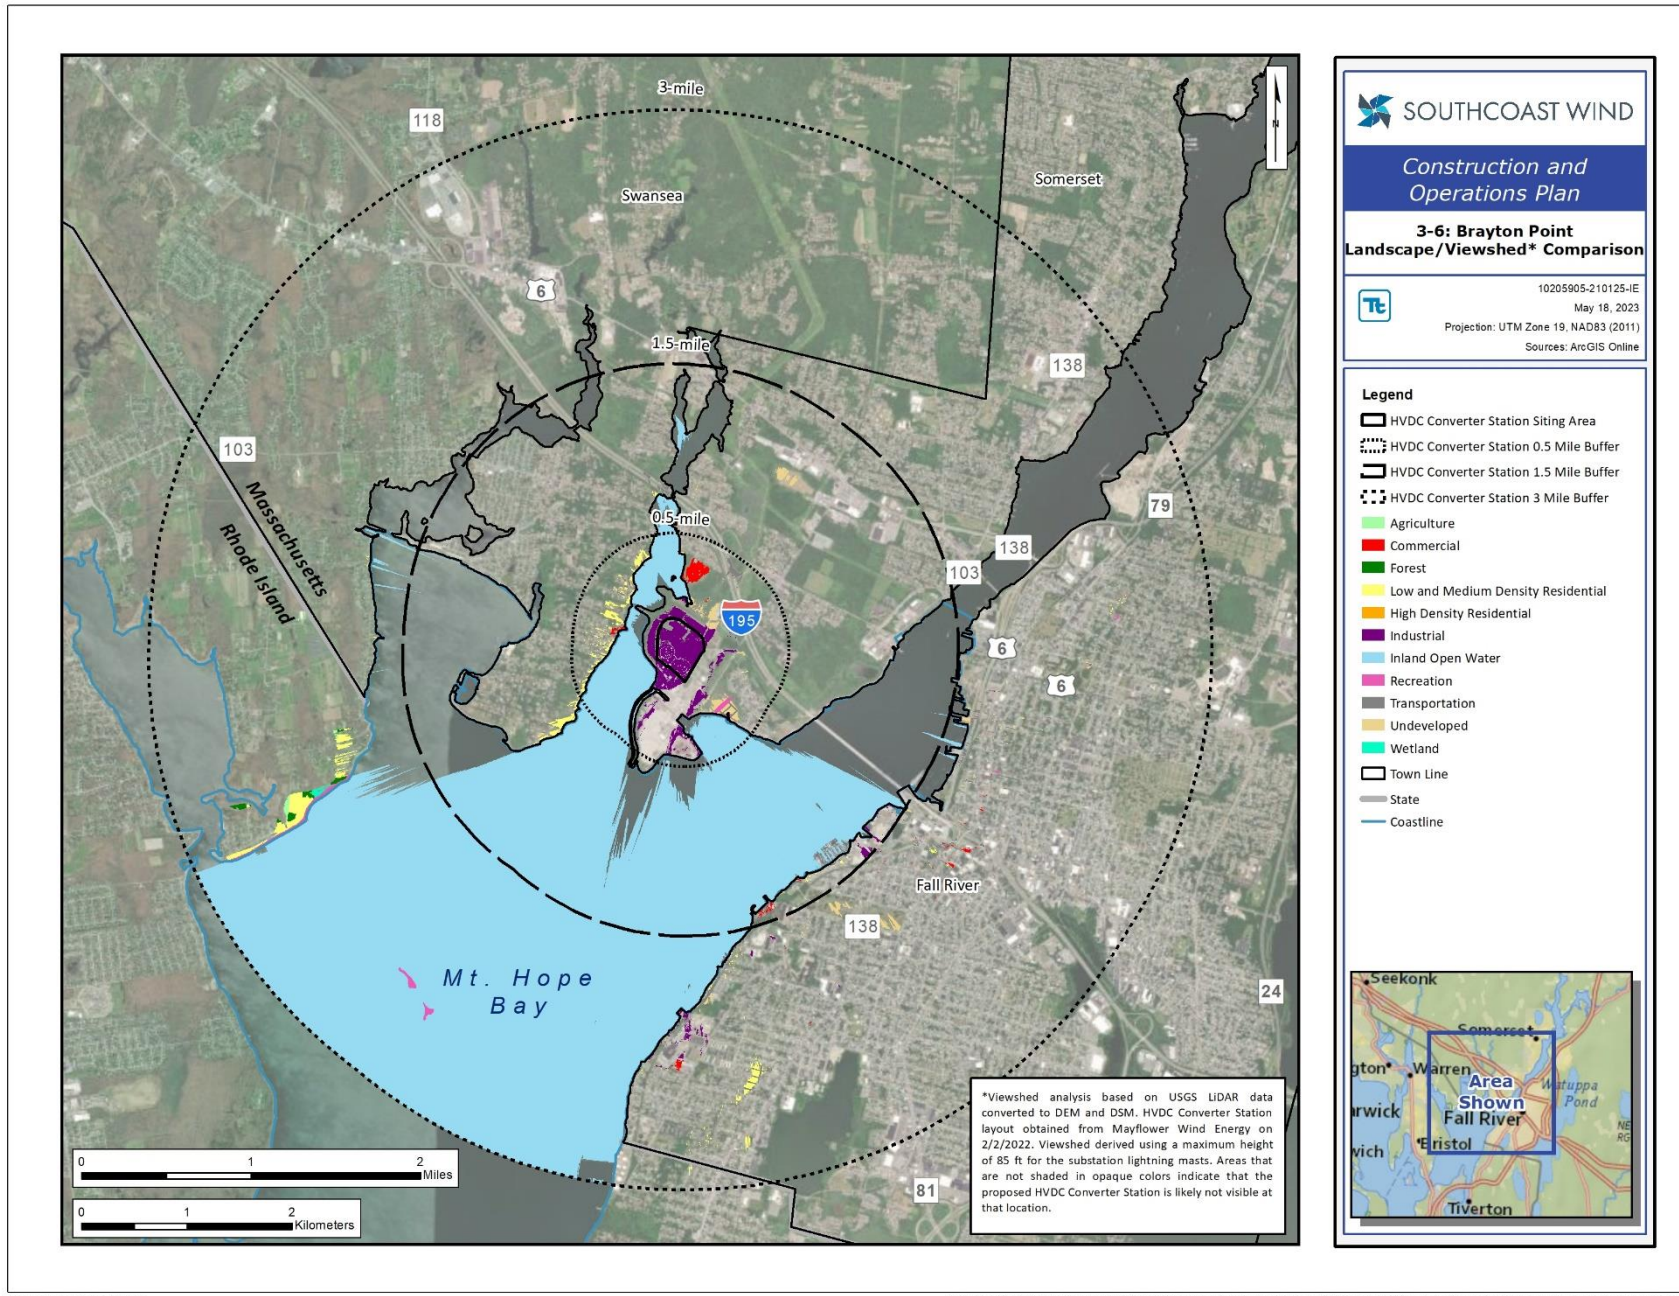 3-mile
118
Swansea
Somerset
N
6
1.5-mile
138
103
Massachusetts
Rhode Island
0.5-mile
79
138
103
195
6
6
Fall River
138
Mt. Hope
Bay
24
81
0 1 2
Miles
0 1 2
Kilometers
*Viewshed analysis based on USGS LiDAR data
converted to DEM and DSM. HVDC Converter Station
layout obtained from Mayflower Wind Energy on
2/2/2022. Viewshed derived using a maximum height
of 85 ft for the substation lightning masts. Areas that
are not shaded in opaque colors indicate that the
proposed HVDC Converter Station is likely not visible at
that location.
SOUTHCOAST WIND
Construction and
Operations Plan
3-6: Brayton Point
Landscape/Viewshed* Comparison
Tt
10205905-210125-IE
May 18, 2023
Projection: UTM Zone 19, NAD83 (2011)
Sources: ArcGIS Online
Legend
HVDC Converter Station Siting Area
HVDC Converter Station 0.5 Mile Buffer
HVDC Converter Station 1.5 Mile Buffer
HVDC Converter Station 3 Mile Buffer
Agriculture
Commercial
Forest
Low and Medium Density Residential
High Density Residential
Industrial
Inland Open Water
Recreation
Transportation
Undeveloped
Wetland
Town Line
State
Coastline
Seekonk
Somerset
gton
Warren
Area
Shown
Watuppa
Pond
arwick
Fall River
NE
RG
wich
Bristol
Tiverton